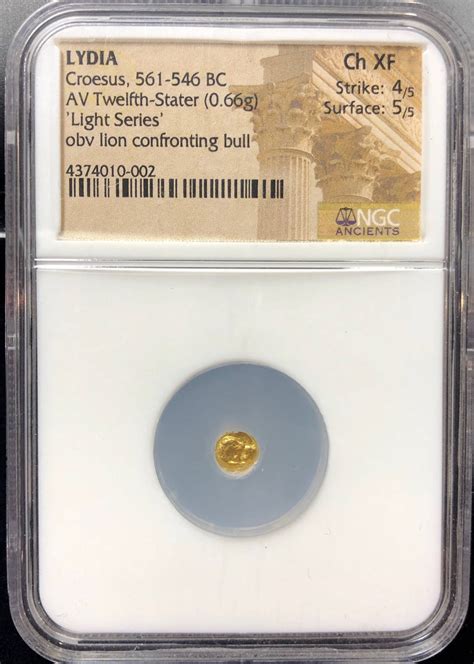 LYDIA
Ch XF
Croesus, 561-546 BC
Strike: 4/5
AV Twelfth-Stater (0.66g)
Surface: 5/5
'Light Series'
obv lion confronting bull
4374010-002
NGC
ANCIENTS